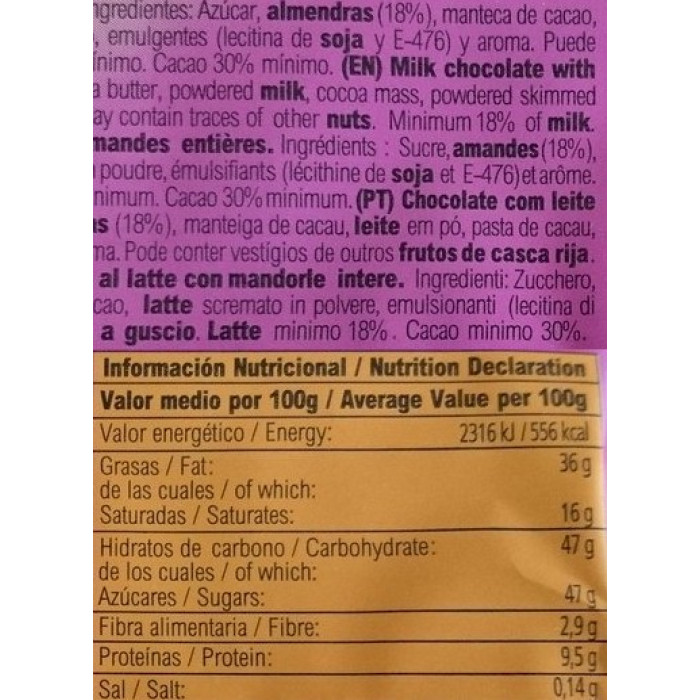 ngredientes: Azúcar, almendras (18%), manteca de cacao,
, emulgentes (lecitina de soja y E-476) y aroma. Puede
ínimo. Cacao 30% mínimo. (EN) Milk chocolate with
a butter, powdered milk, cocoa mass, powdered skimmed
ay contain traces of other nuts. Minimum 18% of milk.
mandes entières. Ingrédients : Sucre, amandes (18%),
poudre, émulsifiants (lécithine de soja et E-476) et arôme.
nimum. Cacao 30% minimum. (PT) Chocolate com leite
s (18%), manteiga de cacau, leite em pó, pasta de cacau,
ma. Pode conter vestígios de outros frutos de casca rija.
al latte con mandorle intere. Ingredienti: Zucchero,
cao, latte scremato in polvere, emulsionanti (lecitina di
a guscio. Latte minimo 18%. Cacao minimo 30%.
Información Nutricional / Nutrition Declaration
Valor medio por 100g / Average Value per 100g
Valor energético / Energy: 2316 kJ / 556 kcal
Grasas / Fat: 36 g
de las cuales / of which:
Saturadas / Saturates: 16 g
Hidratos de carbono / Carbohydrate: 47 g
de los cuales / of which:
Azúcares / Sugars: 47 g
Fibra alimentaria / Fibre: 2,9 g
Proteínas / Protein: 9,5 g
Sal / Salt: 0,14 g